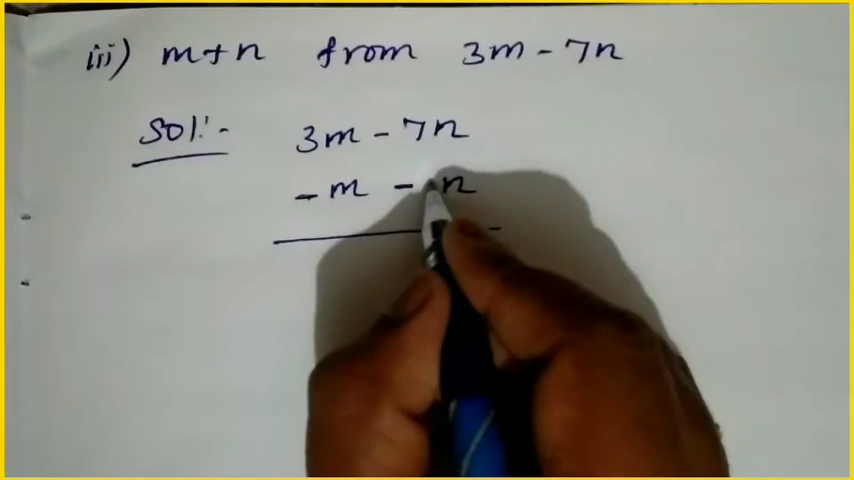 iii) m+n from 3m - 7n
Sol:- 3m - 7n
- m - n